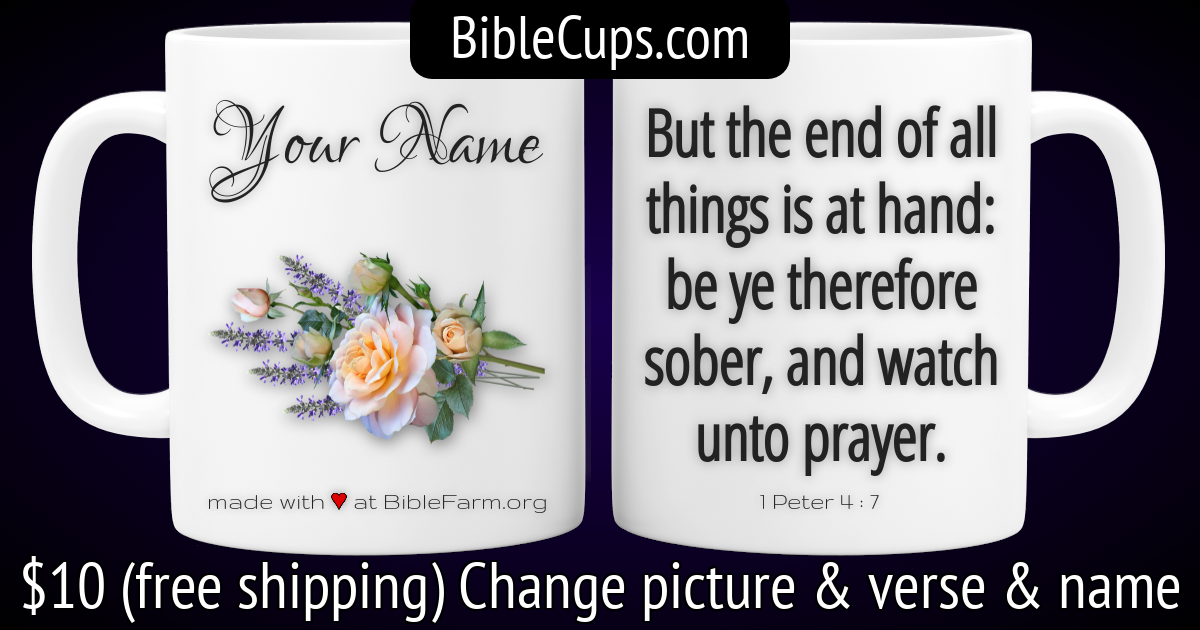 BibleCups.com
Your Name
made with ♥ at BibleFarm.org
But the end of all
things is at hand:
be ye therefore
sober, and watch
unto prayer.
1 Peter 4 : 7
$10 (free shipping) Change picture & verse & name